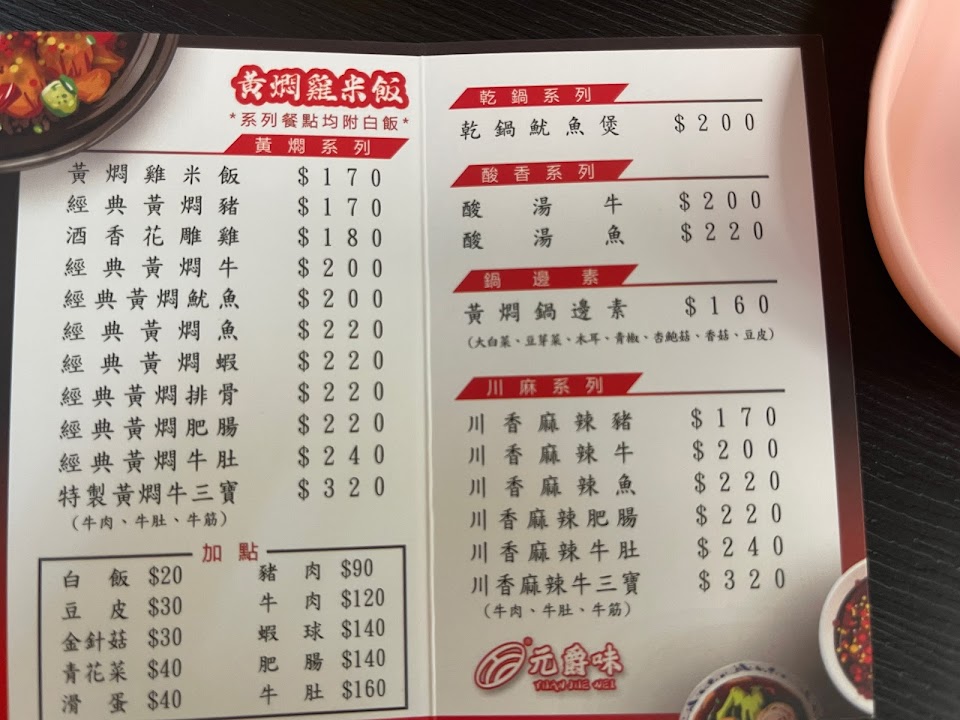 黃燜雞米飯
*系列餐點均附白飯*
黃燜系列
黃燜雞米飯 $170
經典黃燜豬 $170
酒香花雕雞 $180
經典黃燜牛 $200
經典黃燜魷魚 $200
經典黃燜魚 $220
經典黃燜蝦 $220
經典黃燜排骨 $220
經典黃燜肥腸 $220
經典黃燜牛肚 $240
特製黃燜牛三寶 $320
(牛肉、牛肚、牛筋)
加點
白飯 $20 豬肉 $90
豆皮 $30 牛肉 $120
金針菇 $30 蝦球 $140
青花菜 $40 肥腸 $140
滑蛋 $40 牛肚 $160
乾鍋系列
乾鍋魷魚煲 $200
酸香系列
酸湯牛 $200
酸湯魚 $220
鍋邊素
黃燜鍋邊素 $160
(大白菜、豆芽菜、木耳、青椒、杏鮑菇、香菇、豆皮)
川麻系列
川香麻辣豬 $170
川香麻辣牛 $200
川香麻辣魚 $220
川香麻辣肥腸 $220
川香麻辣牛肚 $240
川香麻辣牛三寶 $320
(牛肉、牛肚、牛筋)
元爵味
YUAN JUE WEI